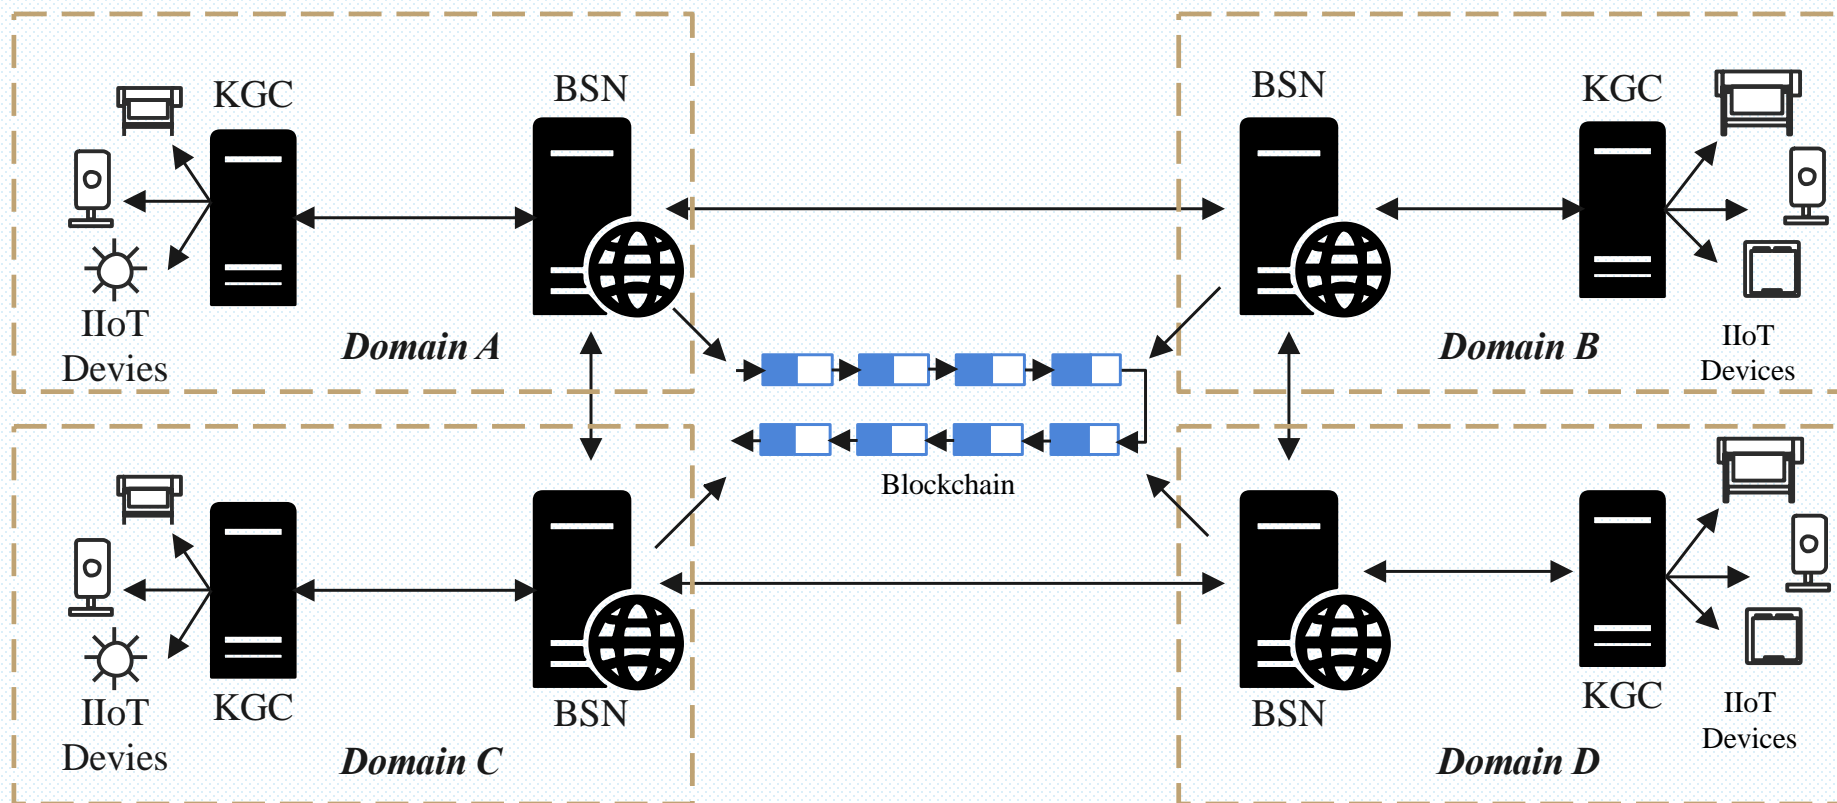 KGC
BSN
IIoT
Devies
Domain A
BSN
KGC
IIoT
Devices
Domain B
Blockchain
KGC
BSN
IIoT
Devies
Domain C
BSN
KGC
IIoT
Devices
Domain D